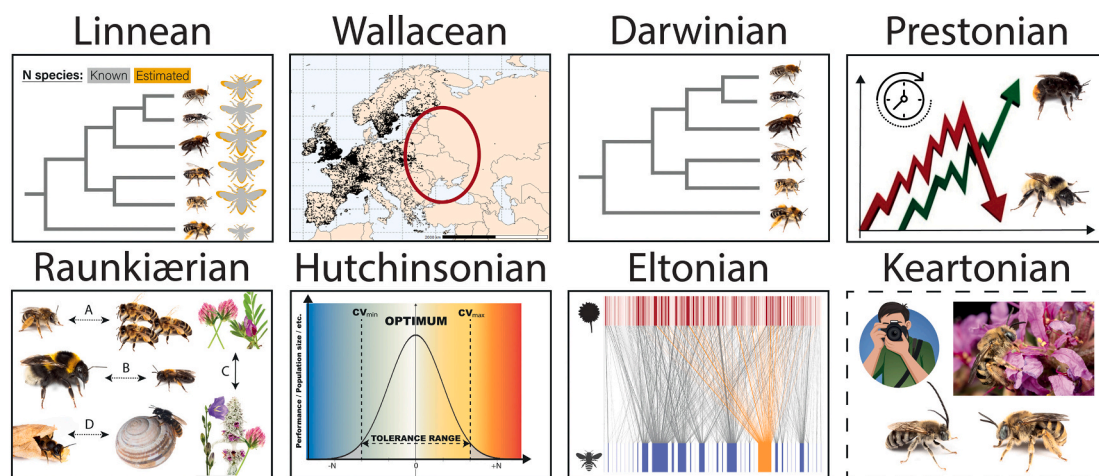 Linnean
Wallacean
Darwinian
Prestonian
N species: Known Estimated
Raunkiærian
Hutchinsonian
Eltonian
Keartonian
A
B
C
D
Performance / Population size / etc.
CVmin
OPTIMUM
CVmax
TOLERANCE RANGE
-N
0
+N